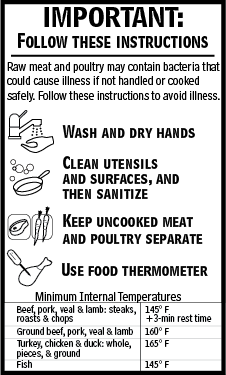 IMPORTANT:
FOLLOW THESE INSTRUCTIONS
Raw meat and poultry may contain bacteria that
could cause illness if not handled or cooked
safely. Follow these instructions to avoid illness.
WASH AND DRY HANDS
CLEAN UTENSILS
AND SURFACES, AND
THEN SANITIZE
KEEP UNCOOKED MEAT
AND POULTRY SEPARATE
USE FOOD THERMOMETER
Minimum Internal Temperatures
Beef, pork, veal & lamb: steaks, 145° F
roasts & chops +3-min rest time
Ground beef, pork, veal & lamb 160° F
Turkey, chicken & duck: whole, 165° F
pieces, & ground
Fish 145° F